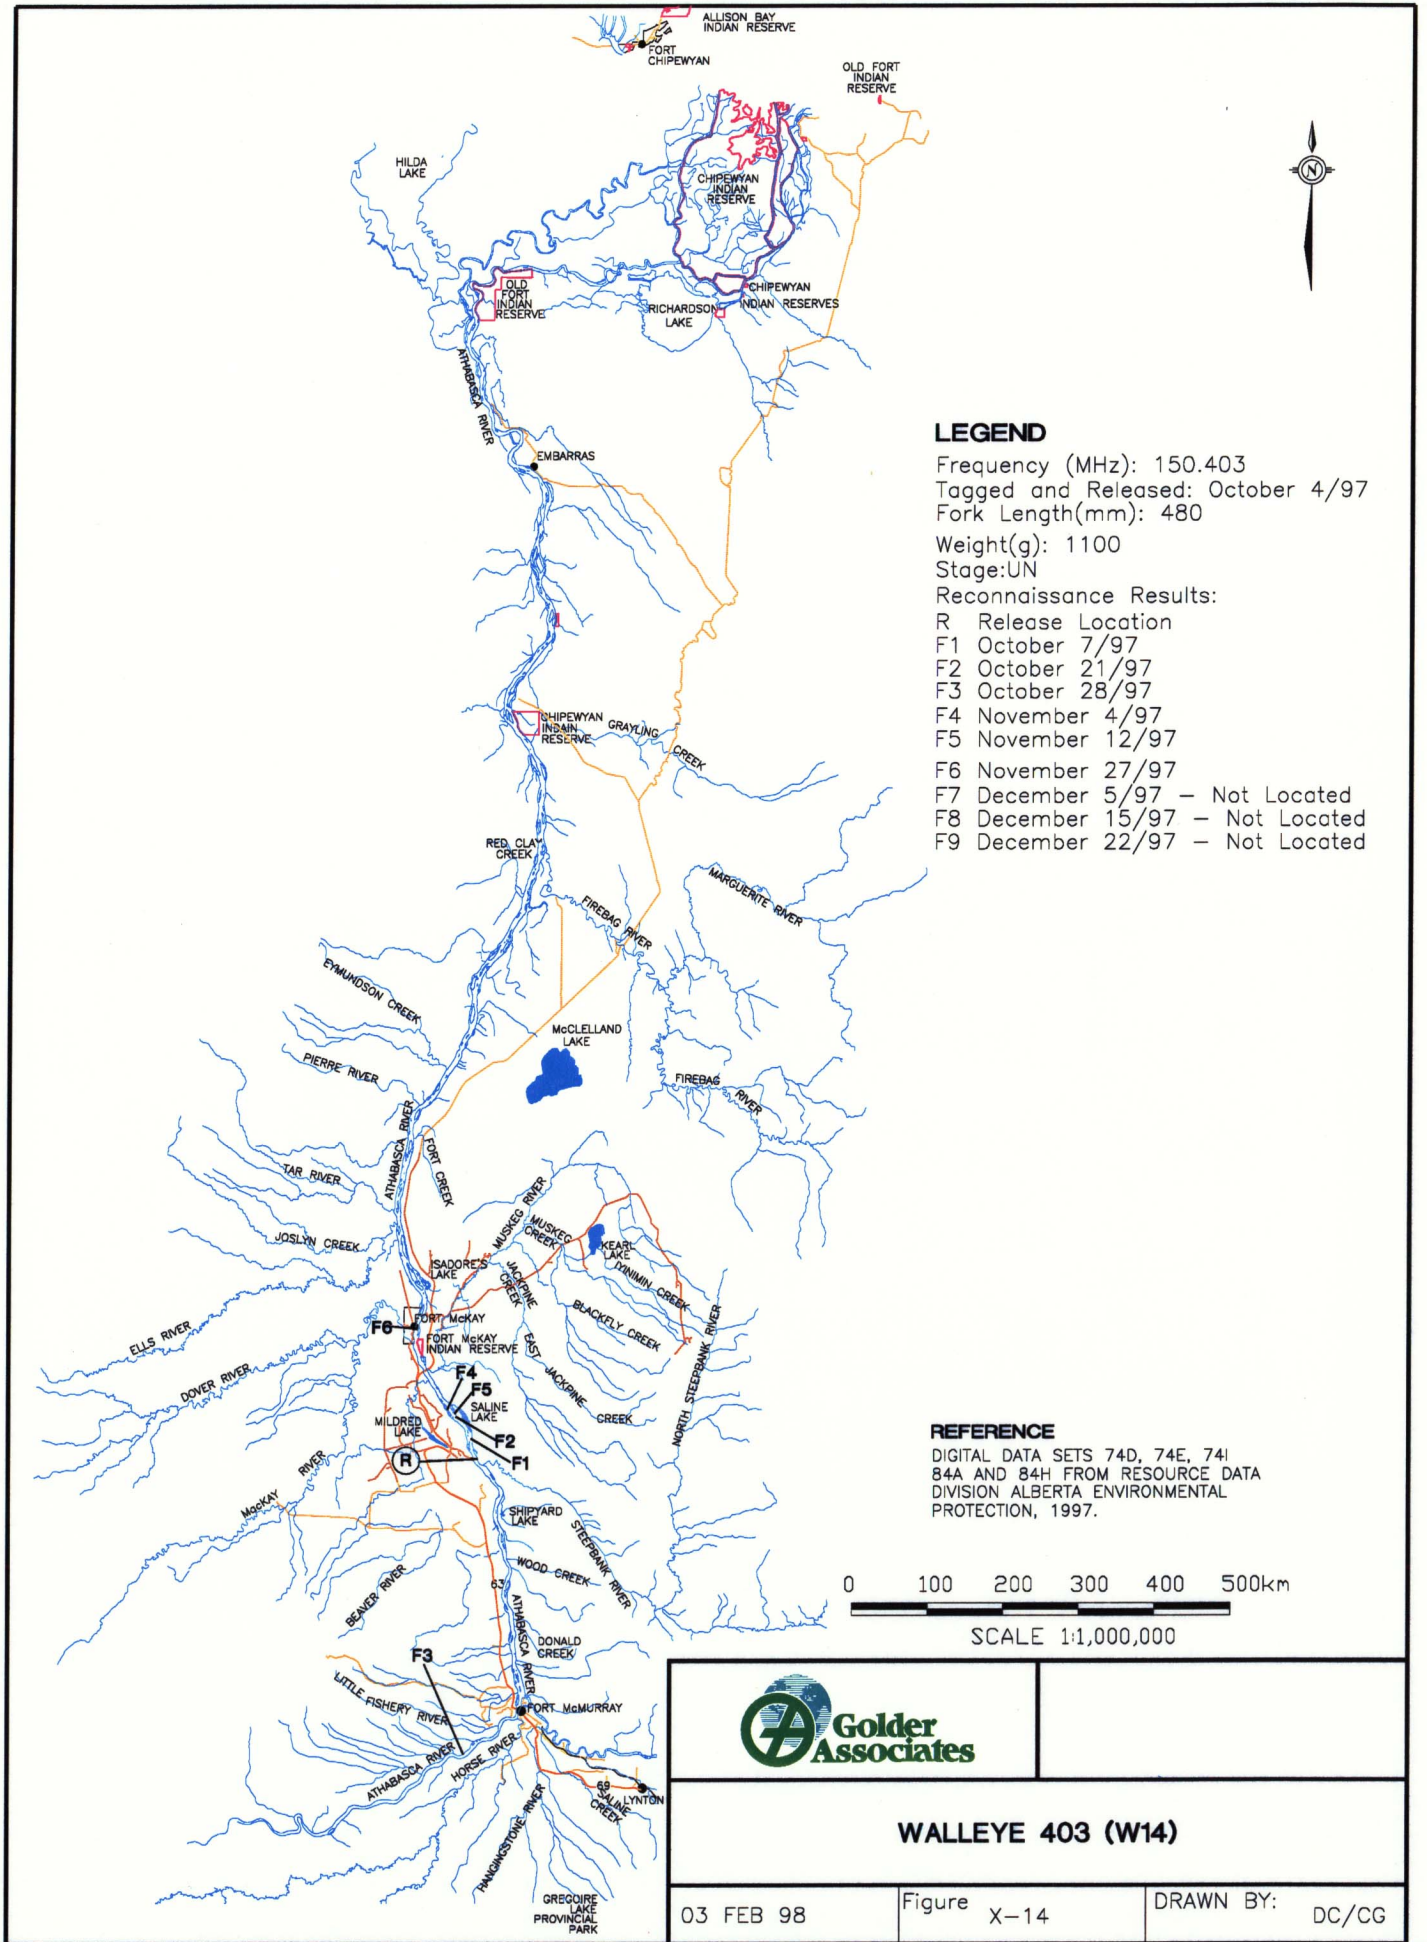 ALLISON BAY
INDIAN RESERVE
FORT
CHIPEWYAN
OLD FORT
INDIAN
RESERVE
HILDA
LAKE
N
CHIPEWYAN
INDIAN
RESERVE
OLD
FORT
INDIAN
RESERVE
CHIPEWYAN
INDIAN RESERVES
RICHARDSON
LAKE
ATHABASCA RIVER
EMBARRAS
LEGEND
Frequency (MHz): 150.403
Tagged and Released: October 4/97
Fork Length(mm): 480
Weight(g): 1100
Stage:UN
Reconnaissance Results:
R Release Location
F1 October 7/97
F2 October 21/97
F3 October 28/97
F4 November 4/97
F5 November 12/97
F6 November 27/97
F7 December 5/97 – Not Located
F8 December 15/97 – Not Located
F9 December 22/97 – Not Located
CHIPEWYAN
INDAIN
RESERVE
GRAYLING CREEK
RED CLAY
CREEK
FIREBAG RIVER
MARGUERITE RIVER
EYMUNDSON CREEK
McCLELLAND
LAKE
PIERRE RIVER
FIREBAG RIVER
ATHABASCA RIVER
FORT CREEK
TAR RIVER
MUSKEG RIVER
MUSKEG
CREEK
JOSLYN CREEK
KEARL
LAKE
ISADORE'S
LAKE
JACKPINE
CREEK
IYINIMIN CREEK
BLACKFLY CREEK
FORT McKAY
F6
FORT McKAY
INDIAN RESERVE
ELLS RIVER
EAST JACKPINE CREEK
NORTH STEEPBANK RIVER
DOVER RIVER
F4
F5
SALINE
LAKE
MILDRED
LAKE
F2
F1
R
MacKAY RIVER
SHIPYARD
LAKE
STEEPBANK RIVER
WOOD CREEK
63
BEAVER RIVER
ATHABASCA RIVER
DONALD
CREEK
F3
LITTLE FISHERY RIVER
FORT McMURRAY
ATHABASCA RIVER
HORSE RIVER
69
SALINE
CREEK
LYNTON
HANGINGSTONE RIVER
GREGOIRE
LAKE
PROVINCIAL
PARK
REFERENCE
DIGITAL DATA SETS 74D, 74E, 74I
84A AND 84H FROM RESOURCE DATA
DIVISION ALBERTA ENVIRONMENTAL
PROTECTION, 1997.
0 100 200 300 400 500km
SCALE 1:1,000,000
Golder
Associates
WALLEYE 403 (W14)
03 FEB 98
Figure X-14
DRAWN BY: DC/CG